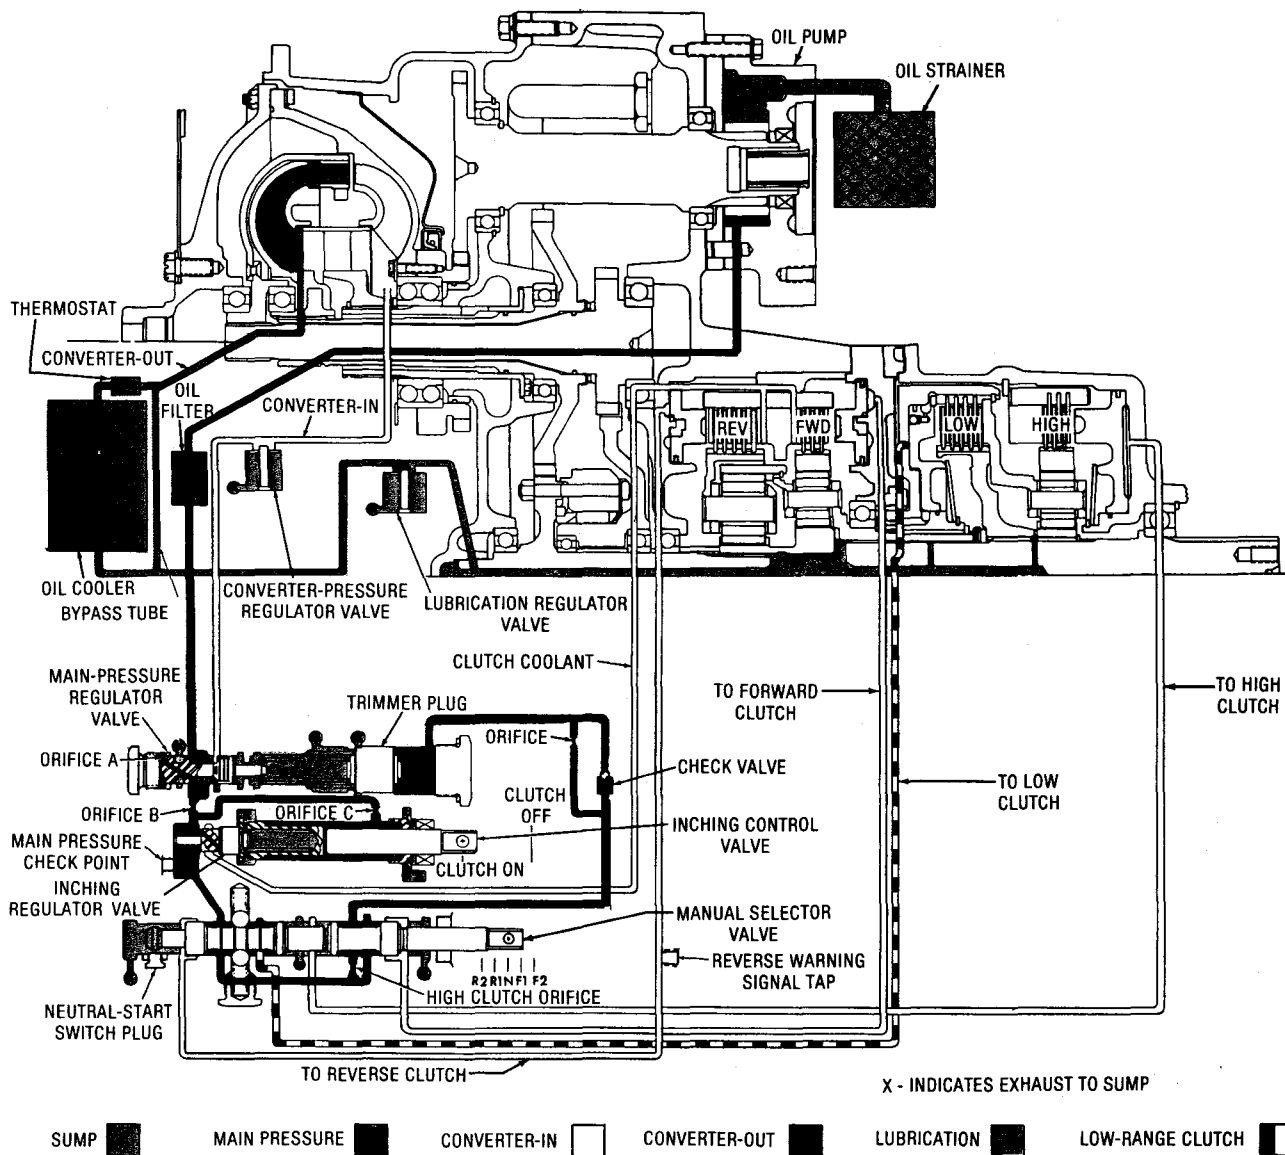 OIL PUMP
OIL STRAINER
THERMOSTAT
CONVERTER-OUT
OIL
FILTER
CONVERTER-IN
REV
FWD
LOW
HIGH
OIL COOLER
BYPASS TUBE
CONVERTER-PRESSURE
REGULATOR VALVE
LUBRICATION REGULATOR
VALVE
CLUTCH COOLANT
MAIN-PRESSURE
REGULATOR
VALVE
TRIMMER PLUG
TO FORWARD
CLUTCH
TO HIGH
CLUTCH
ORIFICE A
ORIFICE
CHECK VALVE
TO LOW
CLUTCH
ORIFICE B
ORIFICE C
CLUTCH
OFF
INCHING CONTROL
VALVE
MAIN PRESSURE
CHECK POINT
CLUTCH ON
INCHING
REGULATOR VALVE
MANUAL SELECTOR
VALVE
REVERSE WARNING
SIGNAL TAP
R2 R1 N F1 F2
HIGH CLUTCH ORIFICE
NEUTRAL-START
SWITCH PLUG
TO REVERSE CLUTCH
X - INDICATES EXHAUST TO SUMP
SUMP
MAIN PRESSURE
CONVERTER-IN
CONVERTER-OUT
LUBRICATION
LOW-RANGE CLUTCH